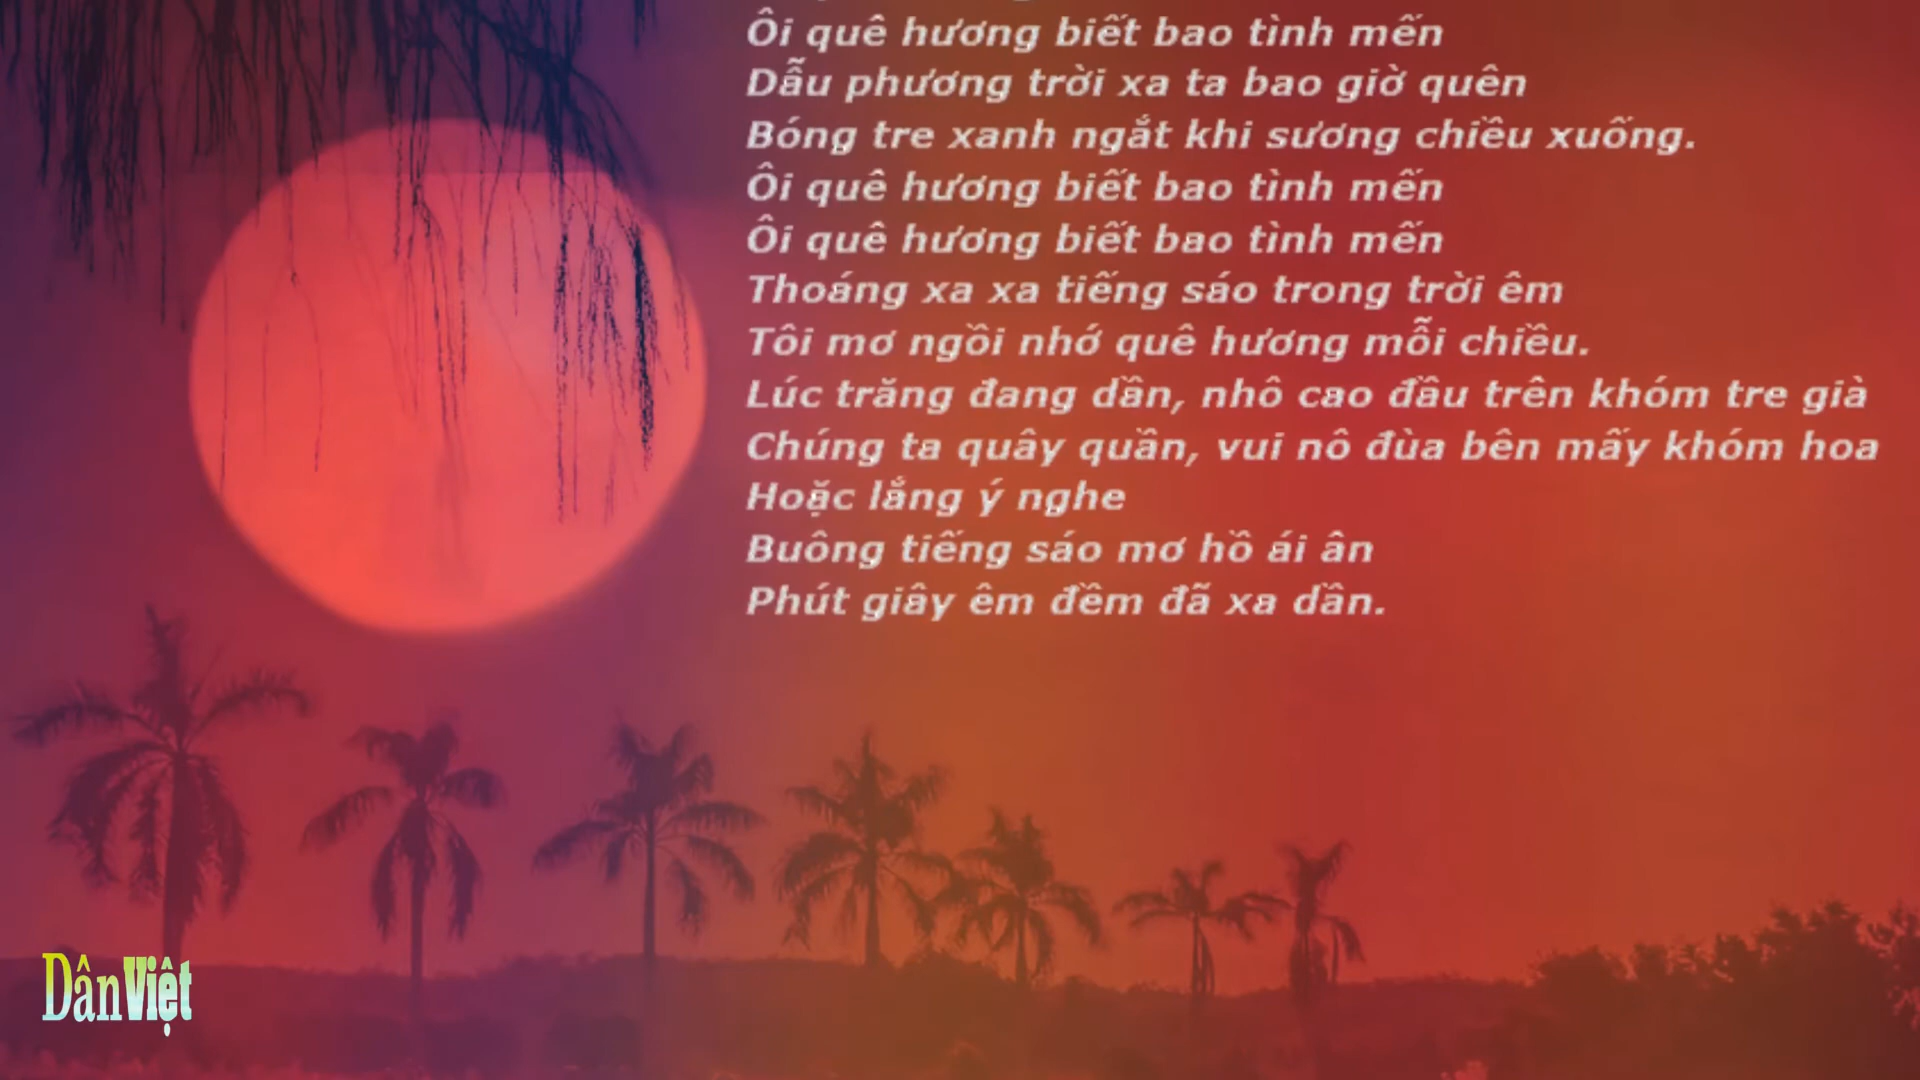 Ôi quê hương biết bao tình mến
Dẫu phương trời xa ta bao giờ quên
Bóng tre xanh ngắt khi sương chiều xuống.
Ôi quê hương biết bao tình mến
Ôi quê hương biết bao tình mến
Thoáng xa xa tiếng sáo trong trời êm
Tôi mơ ngồi nhớ quê hương mỗi chiều.
Lúc trăng đang dần, nhô cao đầu trên khóm tre già
Chúng ta quây quần, vui nô đùa bên mấy khóm hoa
Hoặc lắng ý nghe
Buông tiếng sáo mơ hồ ái ân
Phút giây êm đềm đã xa dần.
DânViệt